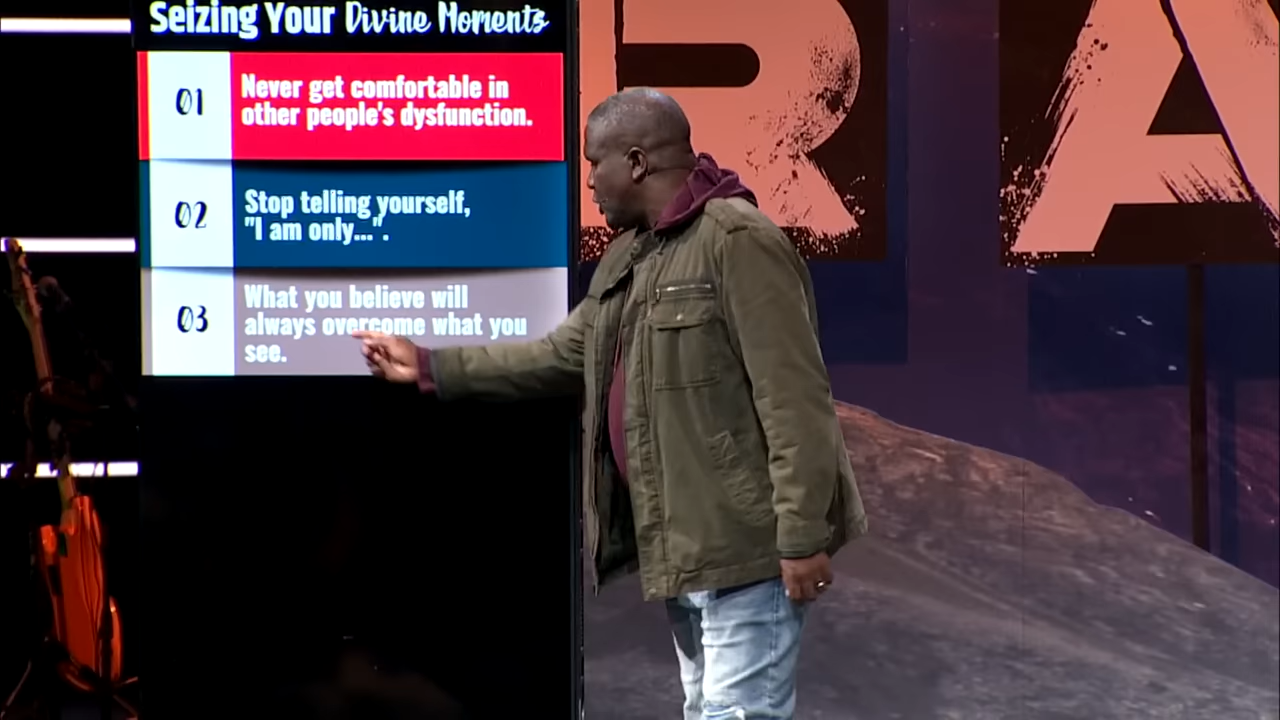 Seizing Your Divine Moments
01
Never get comfortable in
other people's dysfunction.
02
Stop telling yourself,
"I am only...".
03
What you believe will
always overcome what you
see.
RA